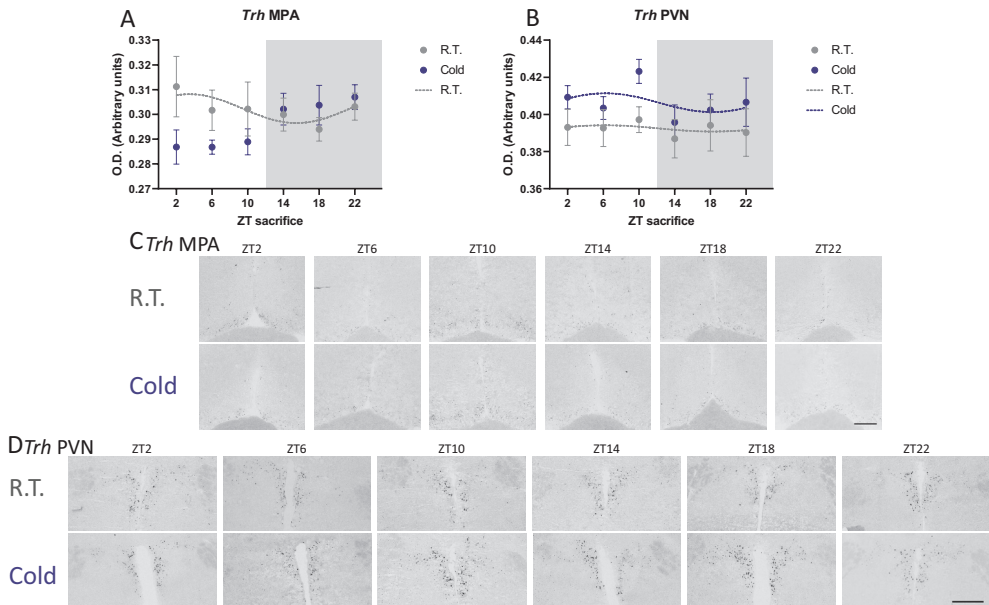 A
Trh MPA
O.D. (Arbitrary units)
0.33
0.32
0.31
0.30
0.29
0.28
0.27
2 6 10 14 18 22
ZT sacrifice
R.T.
Cold
R.T.
B
Trh PVN
O.D. (Arbitrary units)
0.44
0.42
0.40
0.38
0.36
2 6 10 14 18 22
ZT sacrifice
R.T.
Cold
R.T.
Cold
C Trh MPA
ZT2 ZT6 ZT10 ZT14 ZT18 ZT22
R.T.
Cold
D Trh PVN
ZT2 ZT6 ZT10 ZT14 ZT18 ZT22
R.T.
Cold